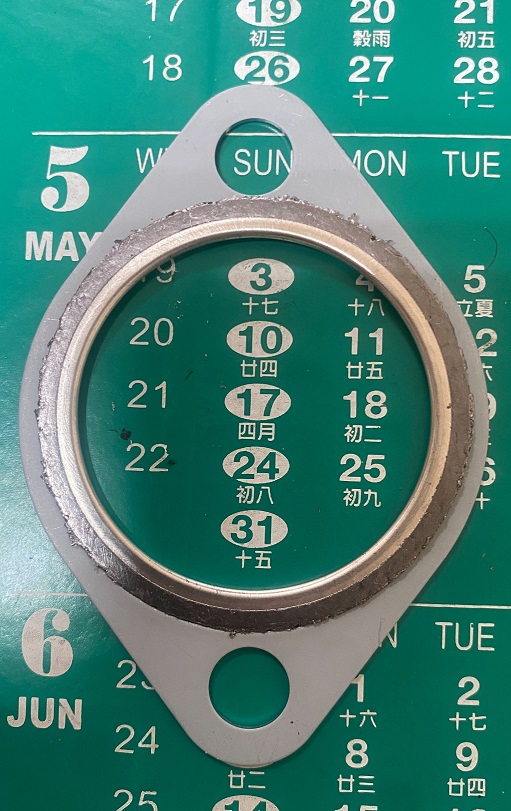 17 19 20 21
初三 穀雨 初五
18 26 27 28
十一 十二
5 SUN MON TUE
MAY
3 5
十七 十八 立夏
20 10 11
廿四 廿五
21 17 18
四月 初二
22 24 25
初八 初九
31
十五
6 TUE
JUN
1 2
十六 十七
24 8 9
廿二 廿三 廿四
25